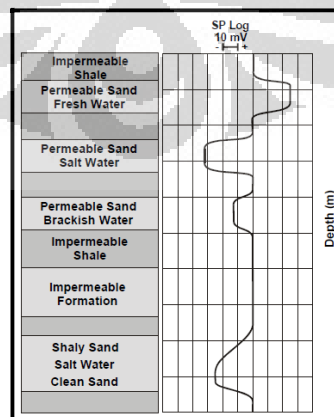 SP Log
10 mV
- +
Impermeable
Shale
Permeable Sand
Fresh Water
Permeable Sand
Salt Water
Permeable Sand
Brackish Water
Impermeable
Shale
Impermeable
Formation
Shaly Sand
Salt Water
Clean Sand
Depth (m)